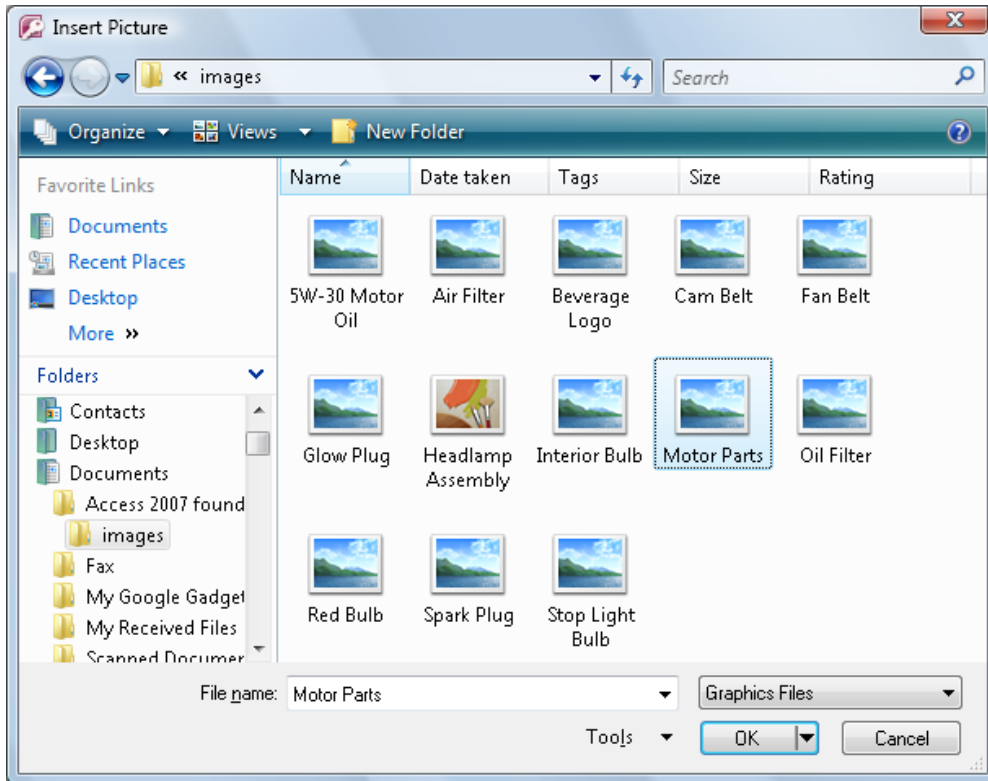 Insert Picture
« images
Search
Organize Views New Folder
Favorite Links
Documents
Recent Places
Desktop
More »
Folders
Contacts
Desktop
Documents
Access 2007 found
images
Fax
My Google Gadget
My Received Files
Scanned Documer
Name Date taken Tags Size Rating
5W-30 Motor Oil
Air Filter
Beverage Logo
Cam Belt
Fan Belt
Glow Plug
Headlamp Assembly
Interior Bulb
Motor Parts
Oil Filter
Red Bulb
Spark Plug
Stop Light Bulb
File name: Motor Parts
Graphics Files
Tools
OK
Cancel